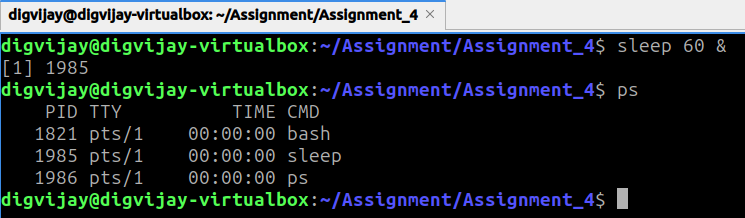 digvijay@digvijay-virtualbox: ~/Assignment/Assignment_4 ×
digvijay@digvijay-virtualbox:~/Assignment/Assignment_4$ sleep 60 &
[1] 1985
digvijay@digvijay-virtualbox:~/Assignment/Assignment_4$ ps
    PID TTY          TIME CMD
   1821 pts/1    00:00:00 bash
   1985 pts/1    00:00:00 sleep
   1986 pts/1    00:00:00 ps
digvijay@digvijay-virtualbox:~/Assignment/Assignment_4$